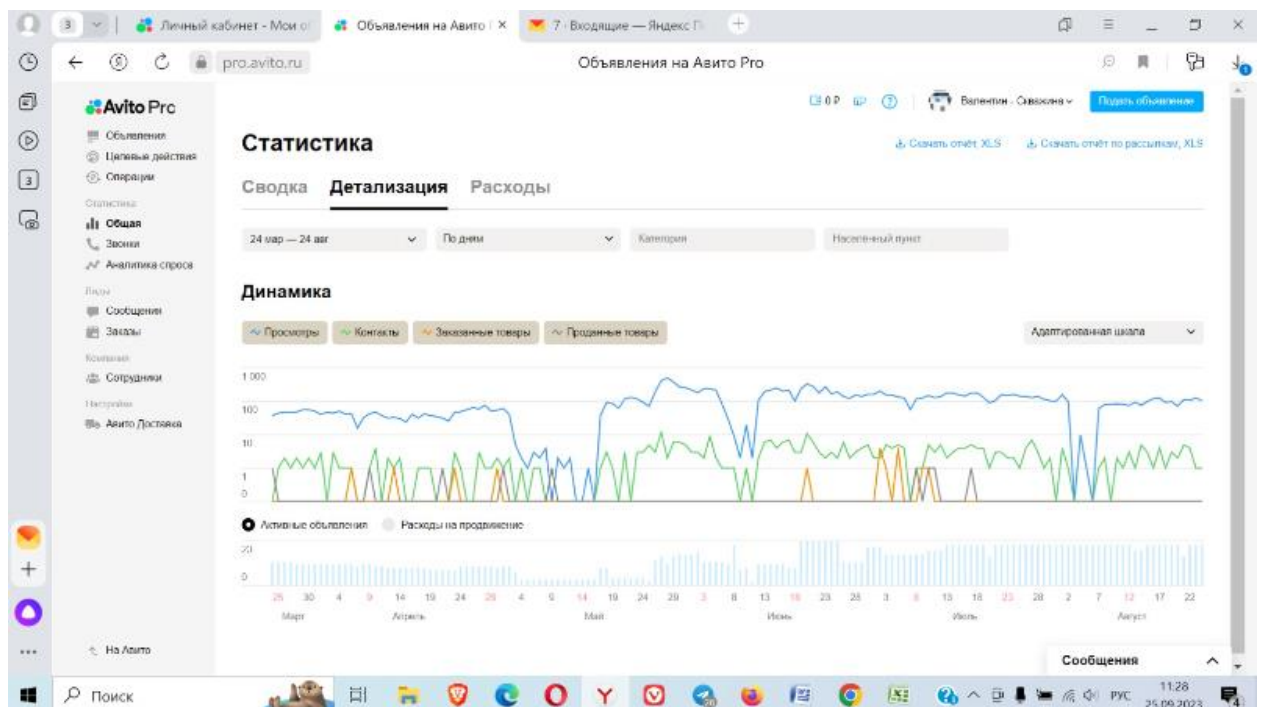 3 Личный кабинет - Мои о Объявления на Авито 7 · Входящие — Яндекс П
pro.avito.ru Объявления на Авито Pro
Avito Pro
0 ₽ Валентин . Скважина Подать объявление
Объявления
Целевые действия
Операции
Статистика
Общая
Звонки
Аналитика спроса
Лиды
Сообщения
Заказы
Компания
Сотрудники
Настройки
Авито Доставка
На Авито
Статистика
Скачать отчёт, XLS Скачать отчёт по рассылкам, XLS
Сводка Детализация Расходы
24 мар — 24 авг По дням Категория Населенный пункт
Динамика
Просмотры Контакты Заказанные товары Проданные товары Адаптированная шкала
1 000
100
10
1
0
Активные объявления Расходы на продвижение
20
0
25 30 4 9 14 19 24 29 4 9 14 19 24 29 3 8 13 18 23 28 3 8 13 18 23 28 2 7 12 17 22
Март Апрель Май Июнь Июль Август
Сообщения
Поиск
РУС 11:28
25.09.2023
4